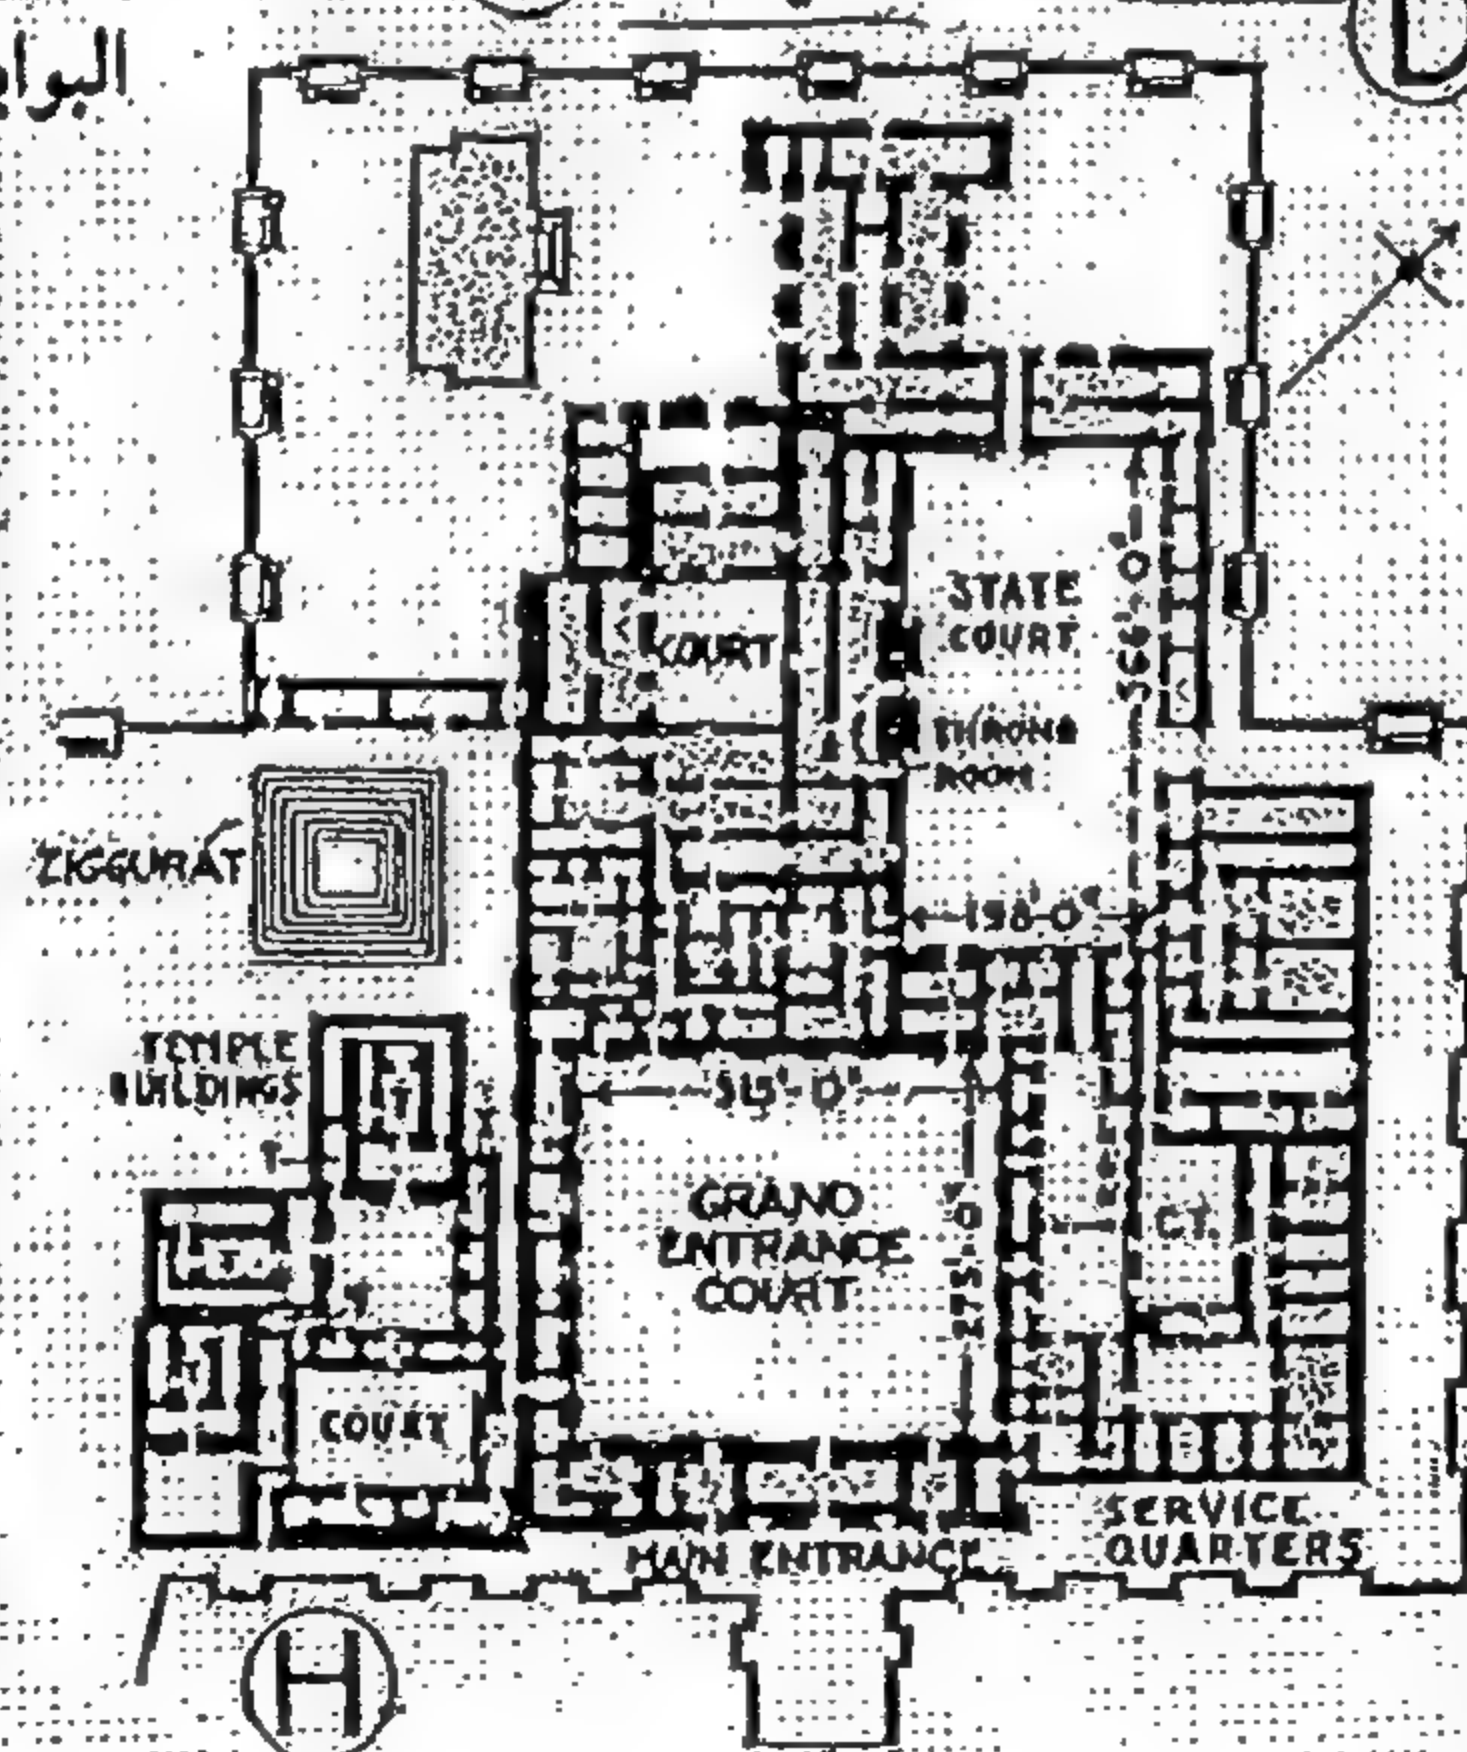 STATE
COURT
COURT
THRONE
ROOM
ZIGGURAT
TEMPLE
BUILDINGS
315'-0"
GRAND
ENTRANCE
COURT
275'-0"
CT.
T
COURT
SERVICE
QUARTERS
MAIN ENTRANCE
H